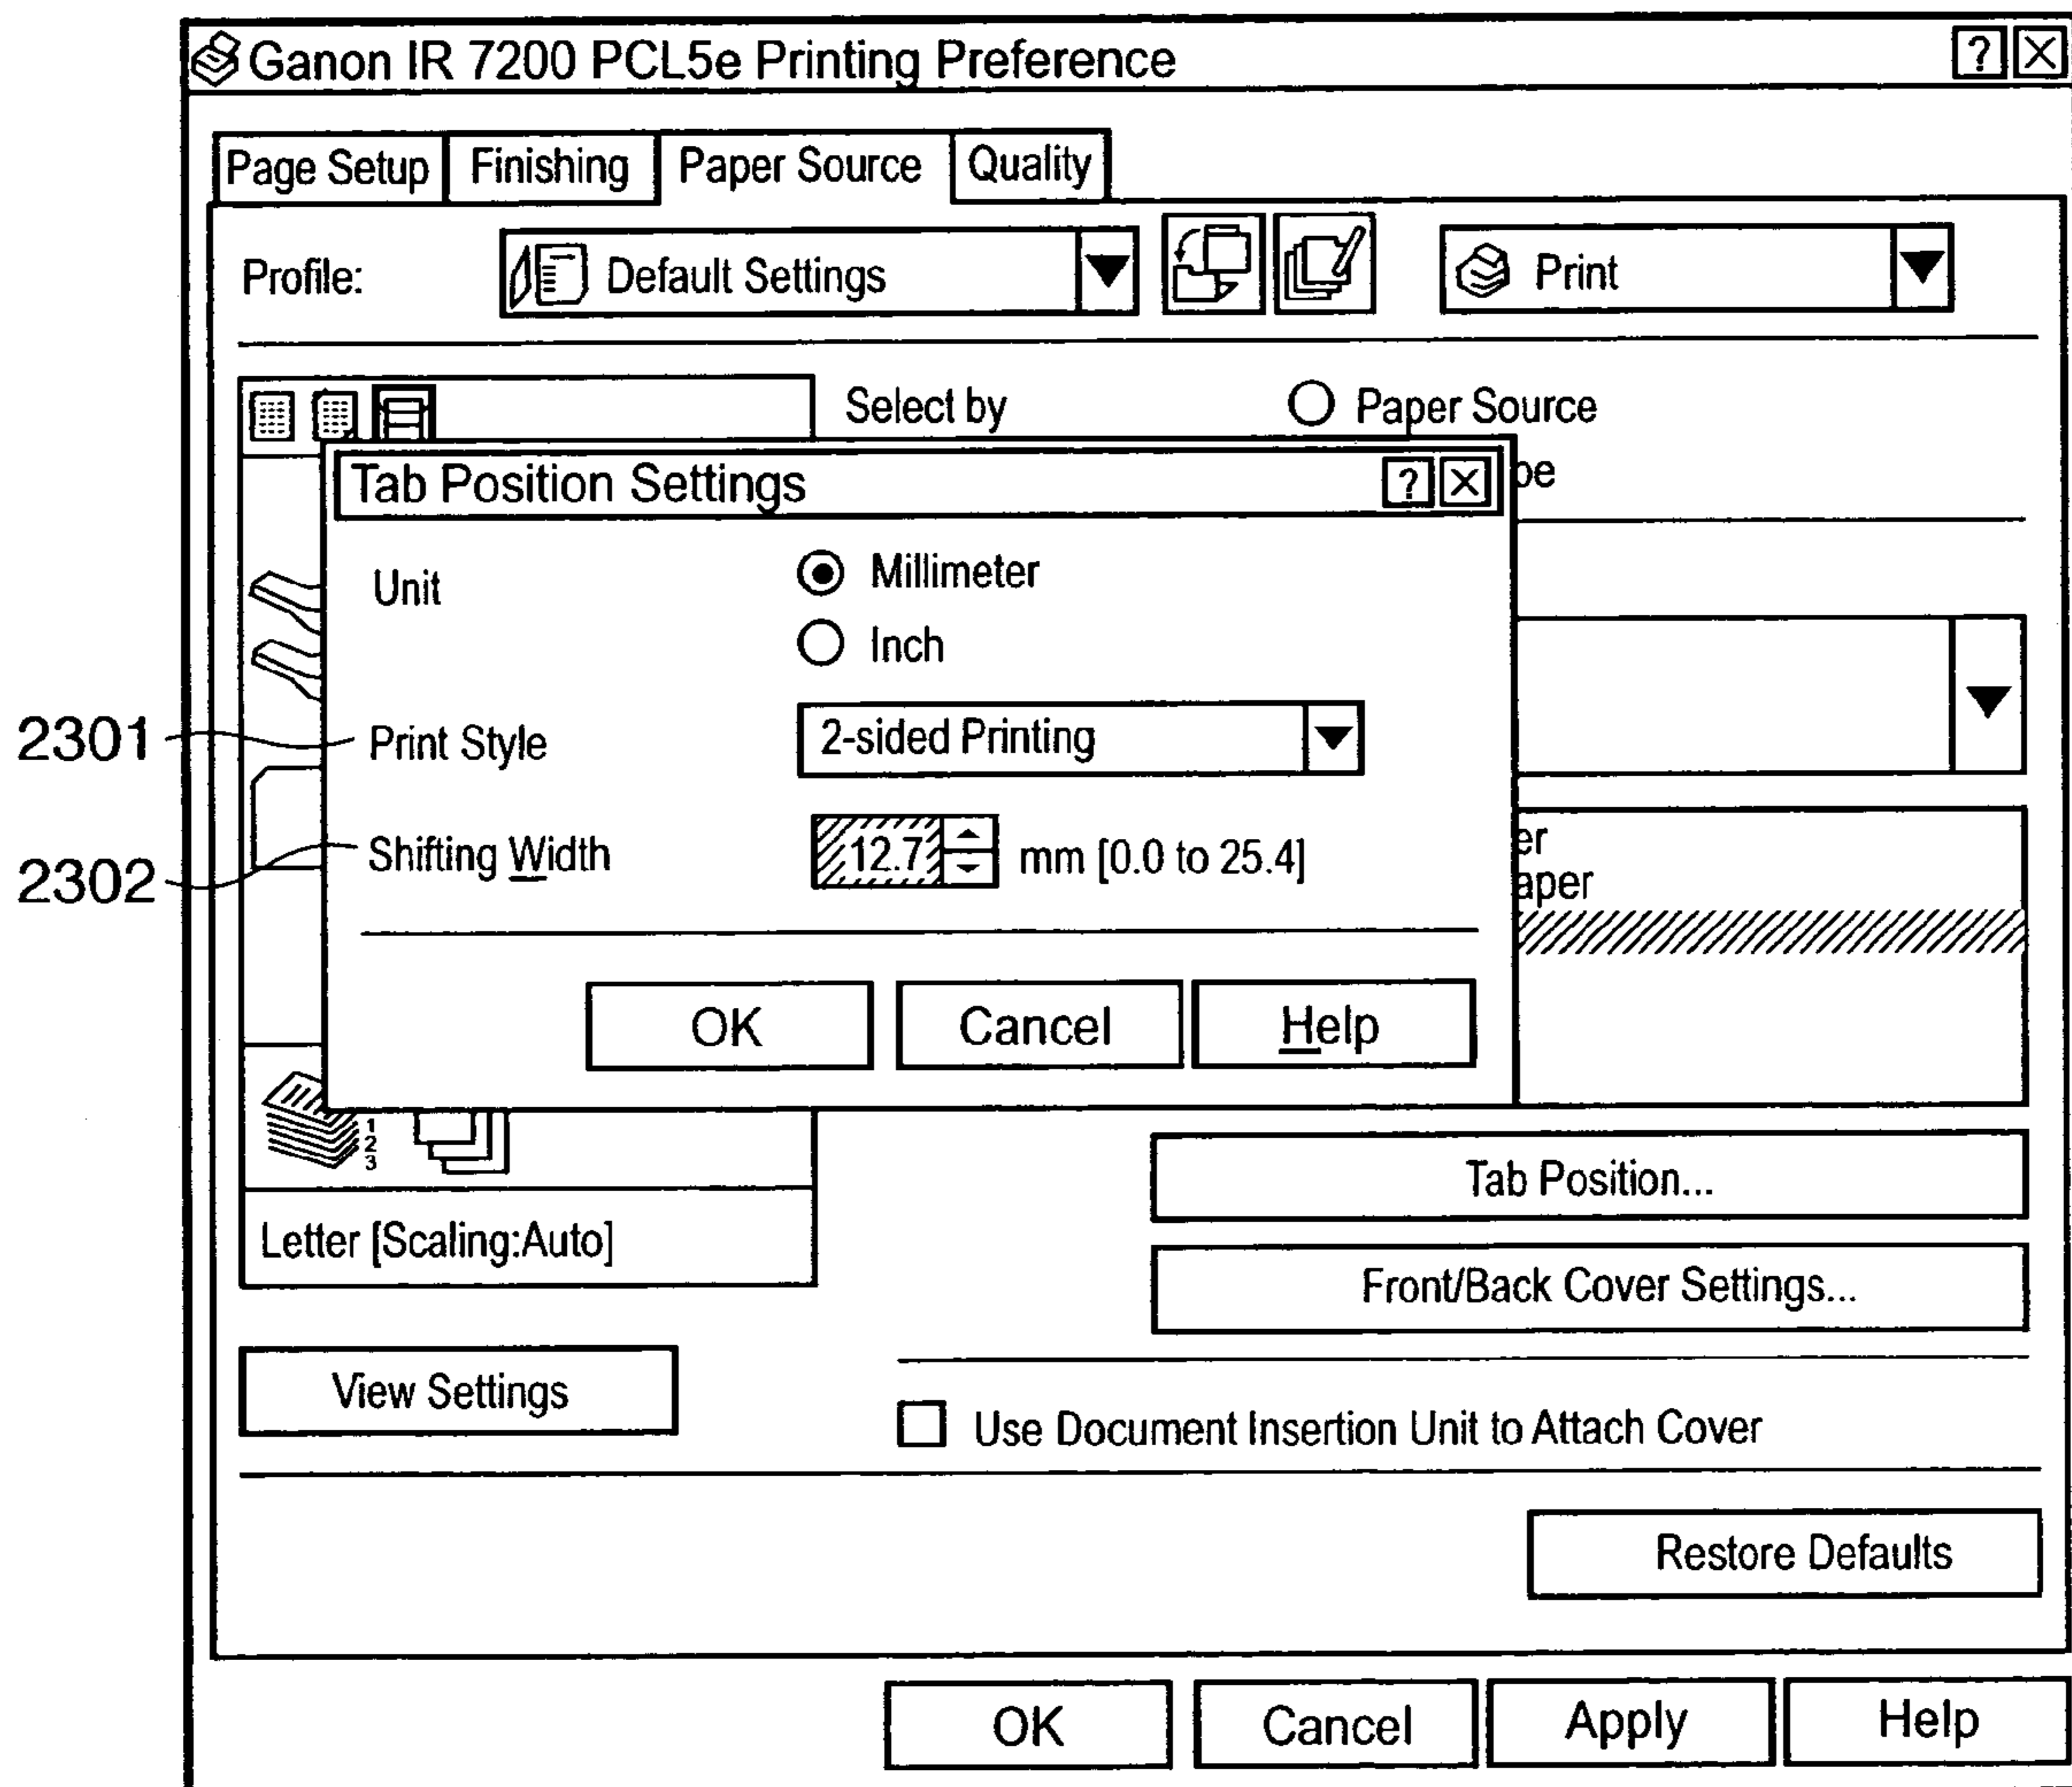 Ganon IR 7200 PCL5e Printing Preference ? X
Page Setup Finishing Paper Source Quality
Profile: Default Settings Print
Select by Paper Source
pe
Tab Position Settings ? X
Unit Millimeter
Inch
2301 Print Style 2-sided Printing
2302 Shifting Width 12.7 mm [0.0 to 25.4]
er
aper
OK Cancel Help
1
2
3
Tab Position...
Letter [Scaling:Auto]
Front/Back Cover Settings...
View Settings
Use Document Insertion Unit to Attach Cover
Restore Defaults
OK Cancel Apply Help